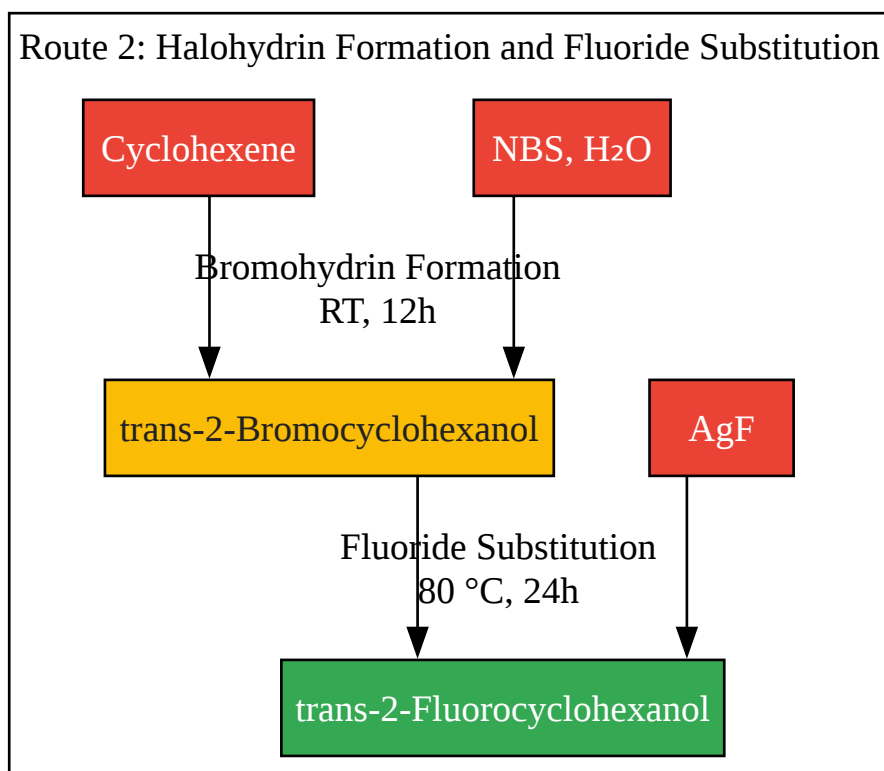 Route 2: Halohydrin Formation and Fluoride Substitution
Cyclohexene
NBS, H₂O
Bromohydrin Formation
RT, 12h
trans-2-Bromocyclohexanol
AgF
Fluoride Substitution
80 °C, 24h
trans-2-Fluorocyclohexanol